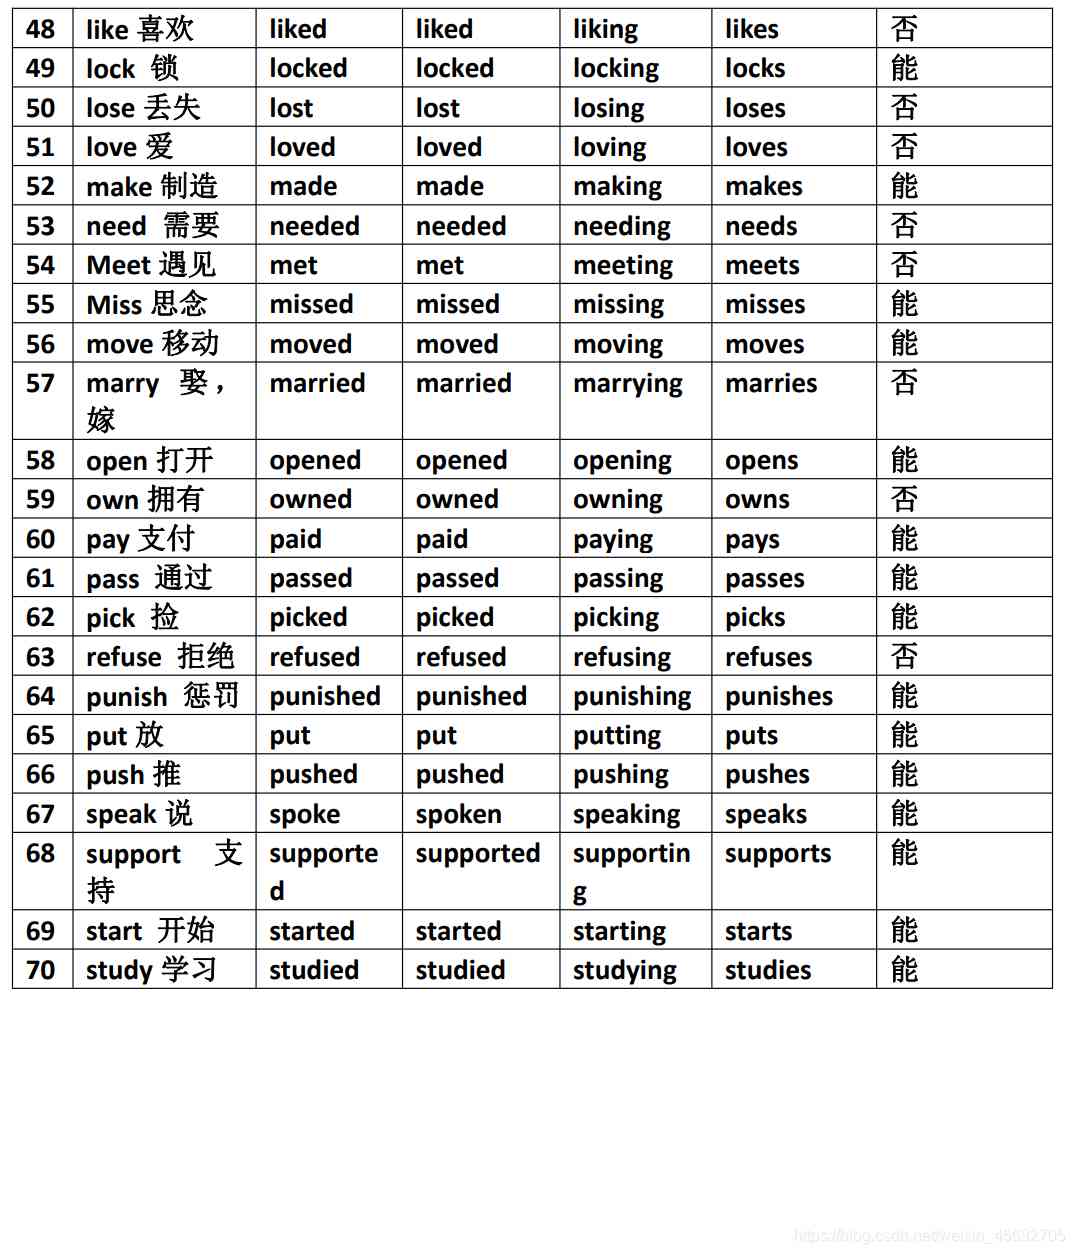 48 like 喜欢 liked liked liking likes 否
49 lock 锁 locked locked locking locks 能
50 lose 丢失 lost lost losing loses 否
51 love 爱 loved loved loving loves 否
52 make 制造 made made making makes 能
53 need 需要 needed needed needing needs 否
54 Meet 遇见 met met meeting meets 否
55 Miss 思念 missed missed missing misses 能
56 move 移动 moved moved moving moves 能
57 marry 娶， married married marrying marries 否
嫁
58 open 打开 opened opened opening opens 能
59 own 拥有 owned owned owning owns 否
60 pay 支付 paid paid paying pays 能
61 pass 通过 passed passed passing passes 能
62 pick 捡 picked picked picking picks 能
63 refuse 拒绝 refused refused refusing refuses 否
64 punish 惩罚 punished punished punishing punishes 能
65 put 放 put put putting puts 能
66 push 推 pushed pushed pushing pushes 能
67 speak 说 spoke spoken speaking speaks 能
68 support 支 supporte supported supportin supports 能
持 d g
69 start 开始 started started starting starts 能
70 study 学习 studied studied studying studies 能